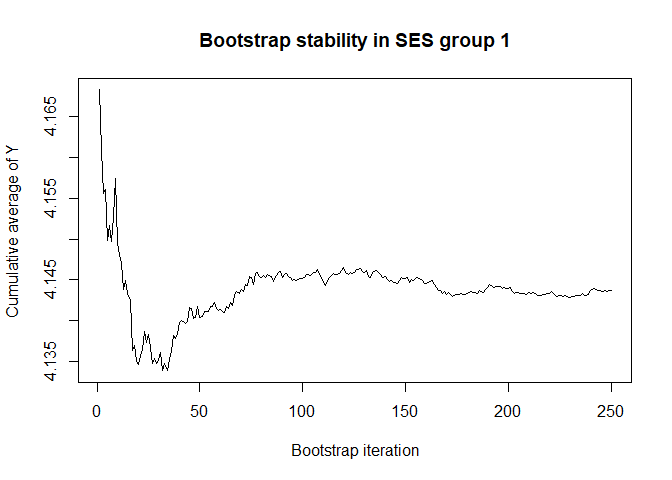 Bootstrap stability in SES group 1
Cumulative average of Y
4.165
4.155
4.145
4.135
0 50 100 150 200 250
Bootstrap iteration